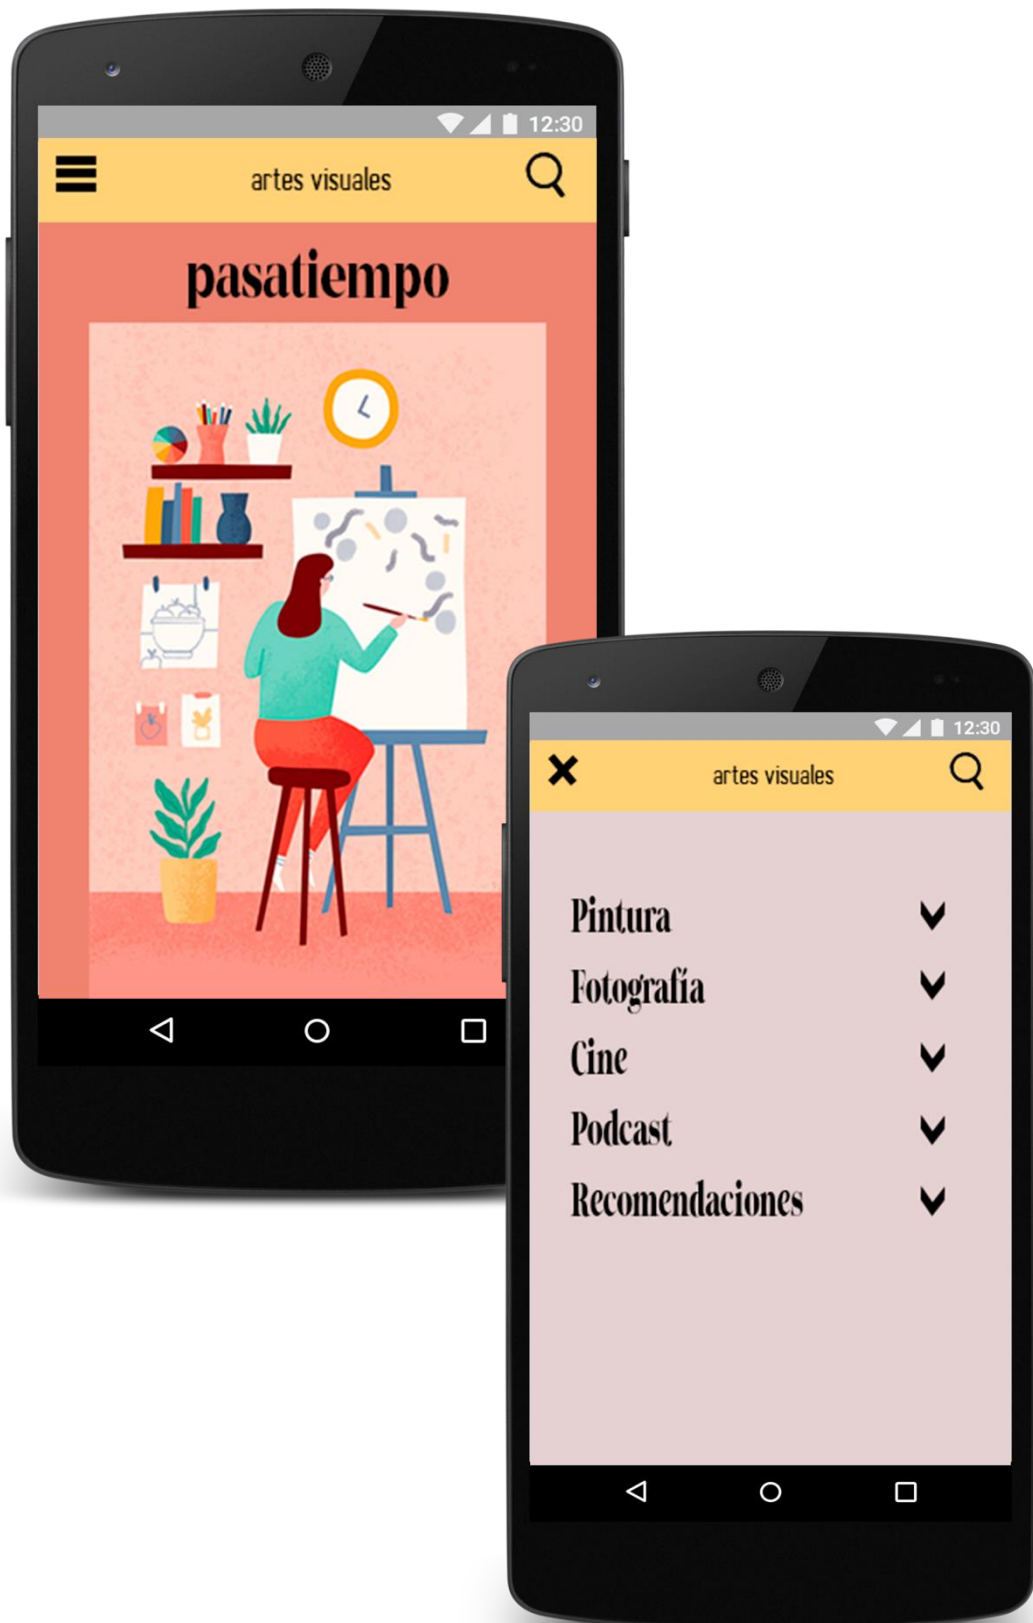 12:30
artes visuales
pasatiempo
12:30
artes visuales
Pintura
Fotografía
Cine
Podcast
Recomendaciones